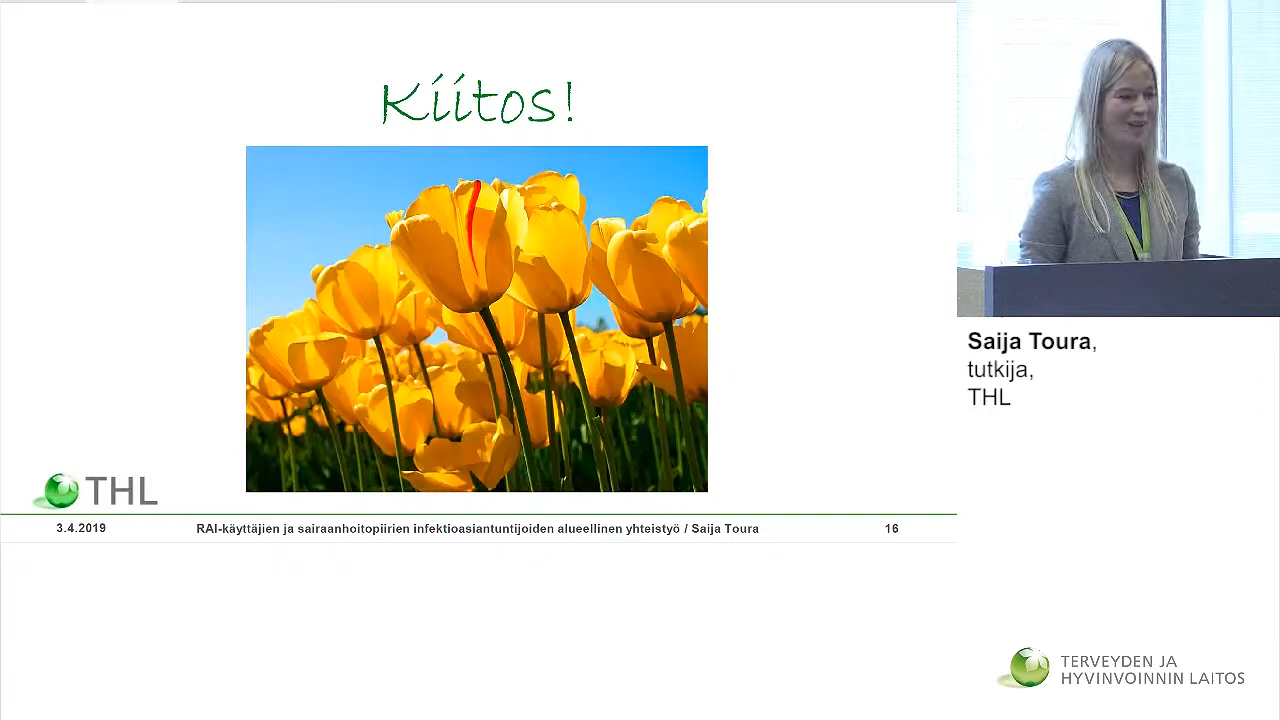 Kiitos!
THL
3.4.2019 RAI-käyttäjien ja sairaanhoitopiirien infektioasiantuntijoiden alueellinen yhteistyö / Saija Toura 16
Saija Toura,
tutkija,
THL
TERVEYDEN JA
HYVINVOINNIN LAITOS